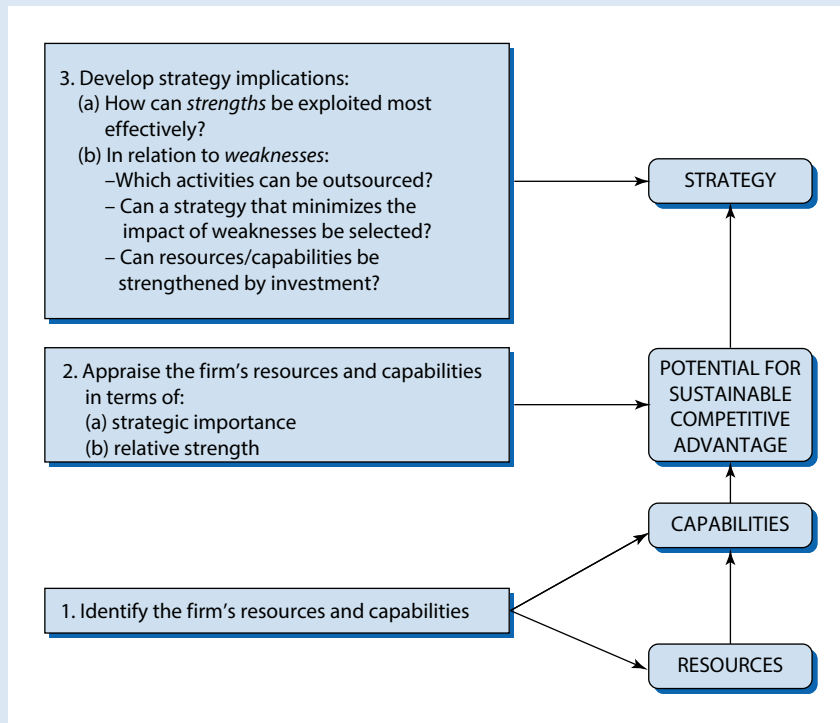 3. Develop strategy implications:
(a) How can strengths be exploited most
effectively?
(b) In relation to weaknesses:
–Which activities can be outsourced?
– Can a strategy that minimizes the
impact of weaknesses be selected?
– Can resources/capabilities be
strengthened by investment?
STRATEGY
2. Appraise the firm’s resources and capabilities
in terms of:
(a) strategic importance
(b) relative strength
POTENTIAL FOR
SUSTAINABLE
COMPETITIVE
ADVANTAGE
CAPABILITIES
1. Identify the firm’s resources and capabilities
RESOURCES